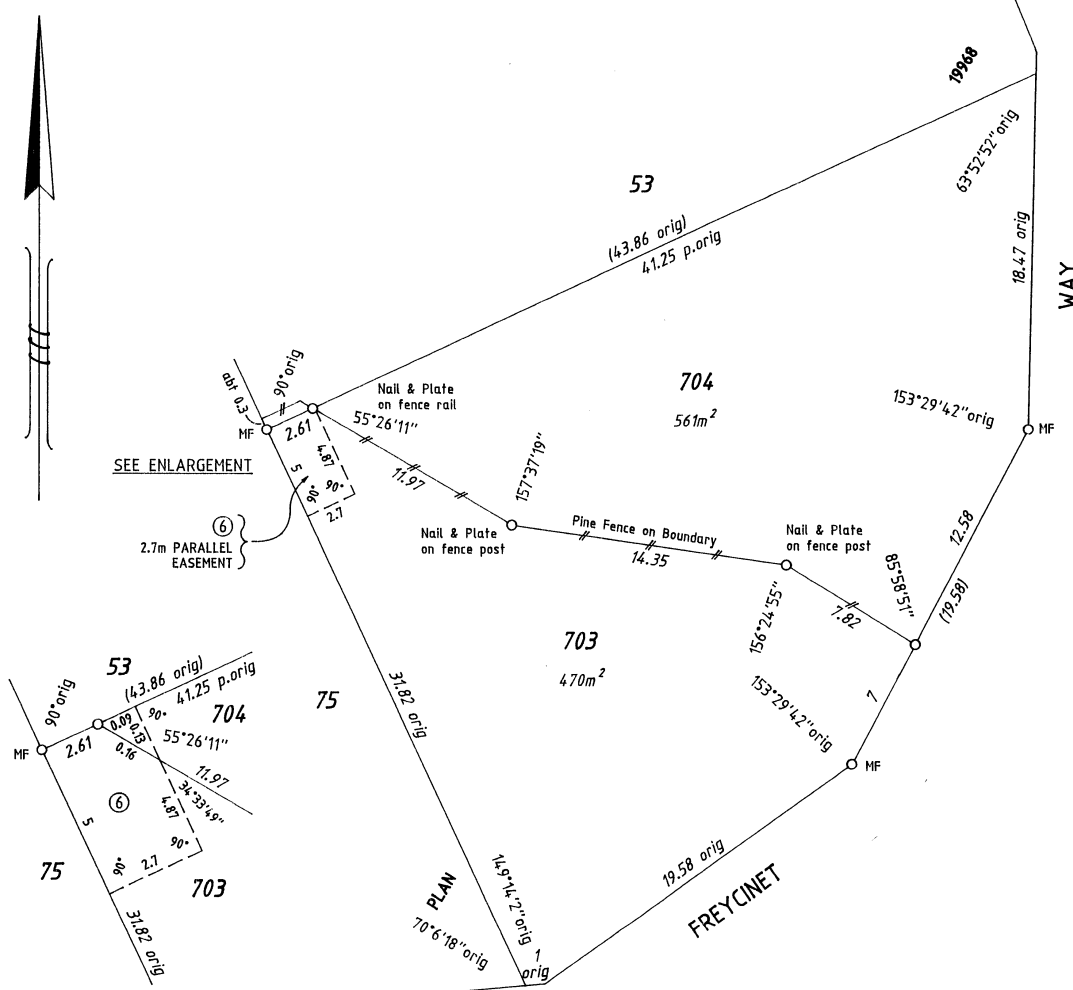 19968
63°52'52"orig
53
(43.86 orig)
41.25 p.orig
18.47 orig
WAY
abt 0.3
90°orig
MF
2.61
Nail & Plate
on fence rail
55°26'11"
704
561m²
153°29'42"orig
MF
SEE ENLARGEMENT
5
4.87
90°
90°
2.7
11.97
157°37'19"
Nail & Plate
on fence post
Pine Fence on Boundary
14.35
Nail & Plate
on fence post
12.58
(19.58)
85°58'51"
156°24'55"
7.82
6
2.7m PARALLEL
EASEMENT
703
470m²
7
153°29'42"orig
MF
31.82 orig
75
19.58 orig
FREYCINET
149°14'2"orig
PLAN
70°6'18"orig
1
orig
53
(43.86 orig)
41.25 p.orig
90°orig
MF
2.61
0.09
0.13
90°
704
0.16
55°26'11"
11.97
34°33'49"
6
4.87
5
90°
90°
2.7
75
703
31.82 orig